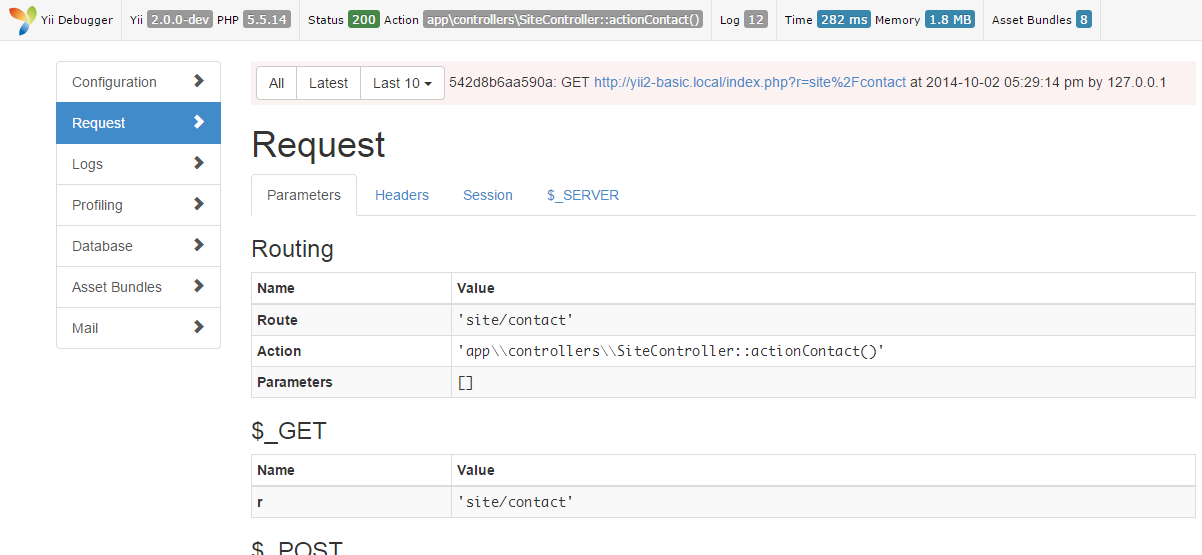 Yii Debugger Yii 2.0.0-dev PHP 5.5.14 Status 200 Action app\controllers\SiteController::actionContact() Log 12 Time 282 ms Memory 1.8 MB Asset Bundles 8
Configuration
Request
Logs
Profiling
Database
Asset Bundles
Mail
All Latest Last 10 542d8b6aa590a: GET http://yii2-basic.local/index.php?r=site%2Fcontact at 2014-10-02 05:29:14 pm by 127.0.0.1
Request
Parameters Headers Session $_SERVER
Routing
Name Value
Route 'site/contact'
Action 'app\\controllers\\SiteController::actionContact()'
Parameters []
$_GET
Name Value
r 'site/contact'
$_POST